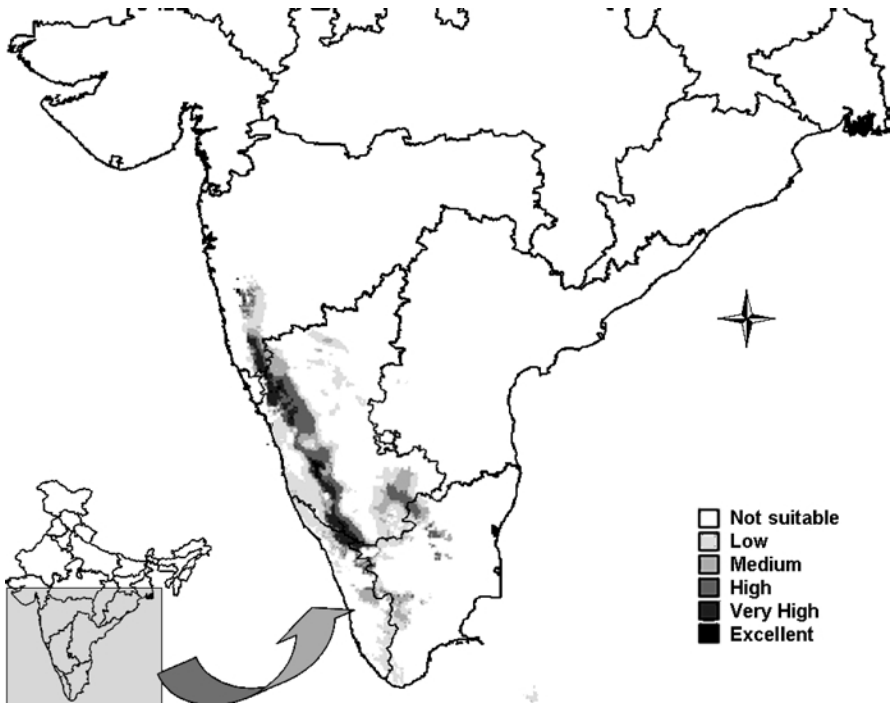 Not suitable
Low
Medium
High
Very High
Excellent